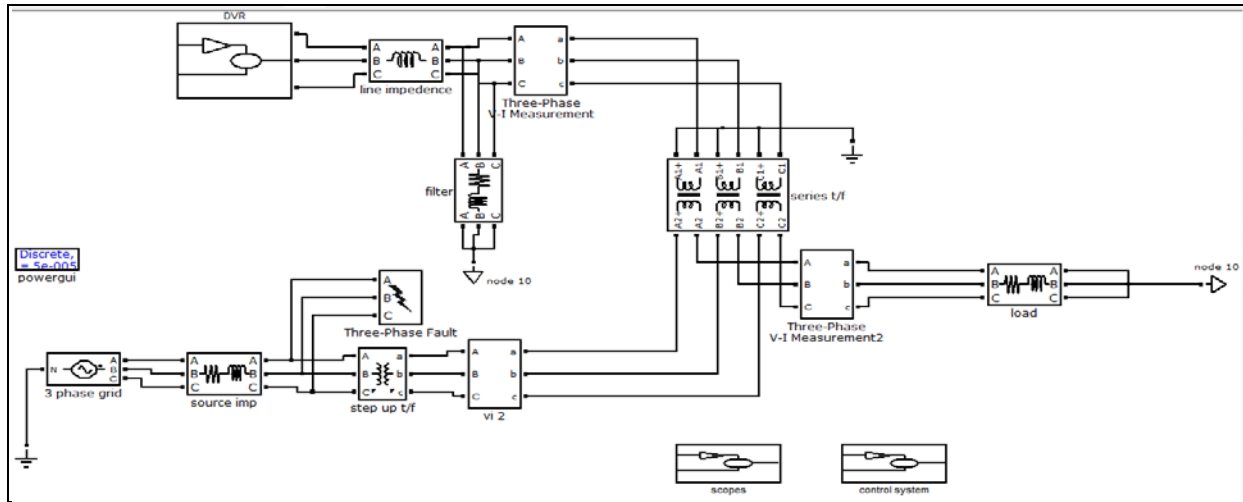 DVR
A A
B B
C C
line impedence
A a
B b
C c
Three-Phase
V-I Measurement
A B C
A B C
filter
node 10
A1+ A1 B1+ B1 C1+ C1
A2+ A2 B2+ B2 C2+ C2
series t/f
Discrete,
= 5e-005
powergui
A
B
C
Three-Phase Fault
A a
B b
C c
Three-Phase
V-I Measurement2
A A
B B
C C
load
node 10
N A
B
C
3 phase grid
A A
B B
C C
source imp
A a
B b
C c
step up t/f
A a
B b
C c
vi 2
scopes
control system